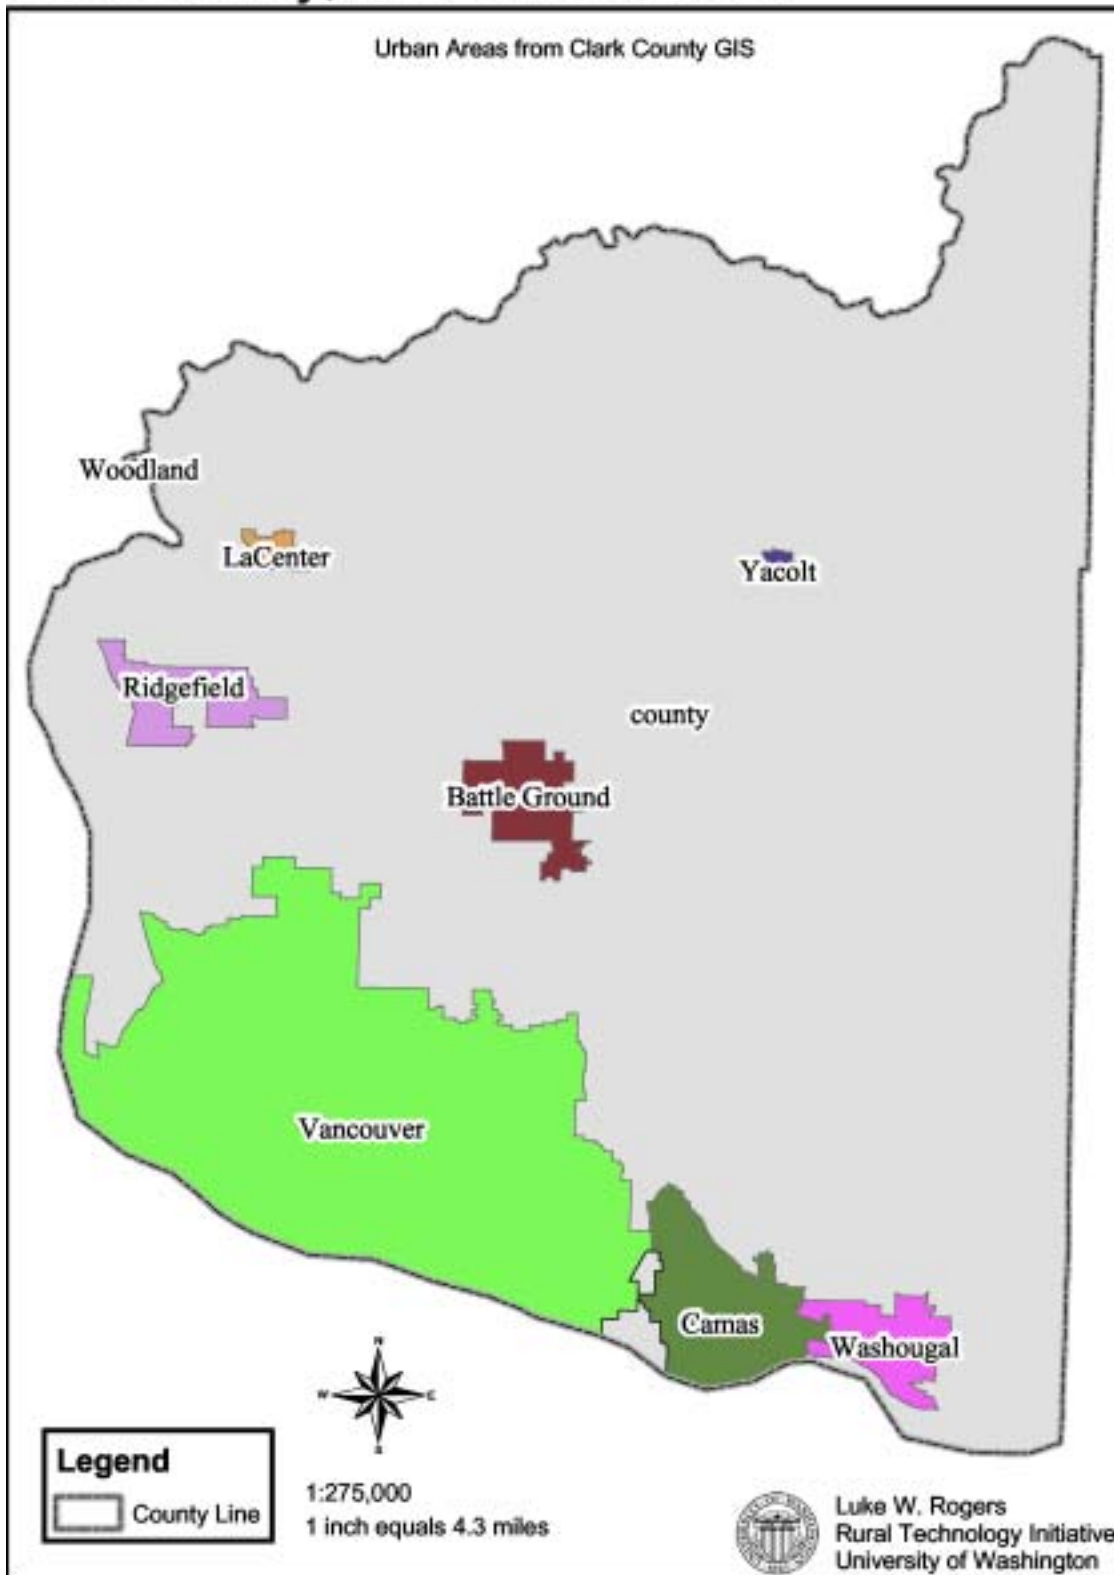 Urban Areas from Clark County GIS
Woodland
LaCenter
Yacolt
Ridgefield
county
Battle Ground
Vancouver
Camas
Washougal
N
W
E
S
Legend
County Line
1:275,000
1 inch equals 4.3 miles
Luke W. Rogers
Rural Technology Initiative
University of Washington